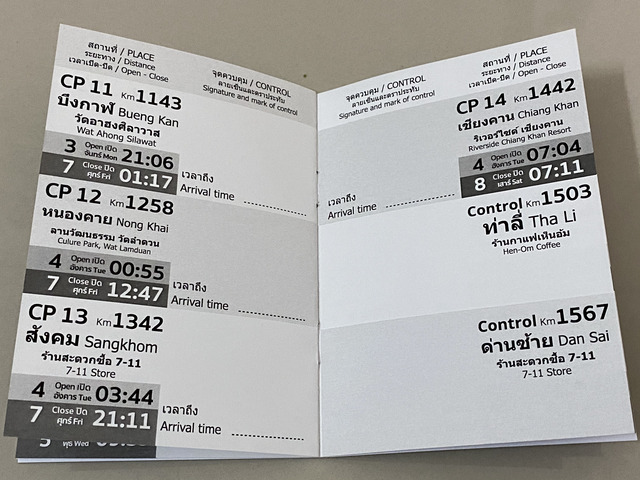 สถานที่ / PLACE
ระยะทาง / Distance
เวลาเปิด-ปิด / Open - Close
จุดควบคุม / CONTROL
ลายเซ็นและตราประทับ
Signature and mark of control
CP 11 Km 1143
บึงกาฬ Bueng Kan
วัดอาฮงศิลาวาส
Wat Ahong Silawat
3 Open เปิด จันทร์ Mon 21:06
7 Close ปิด ศุกร์ Fri 01:17
เวลาถึง
Arrival time
CP 12 Km 1258
หนองคาย Nong Khai
ลานวัฒนธรรม วัดลำดวน
Culure Park, Wat Lamduan
4 Open เปิด อังคาร Tue 00:55
7 Close ปิด ศุกร์ Fri 12:47
เวลาถึง
Arrival time
CP 13 Km 1342
สังคม Sangkhom
ร้านสะดวกซื้อ 7-11
7-11 Store
4 Open เปิด อังคาร Tue 03:44
7 Close ปิด ศุกร์ Fri 21:11
เวลาถึง
Arrival time
5 พุธ Wed
จุดควบคุม / CONTROL
ลายเซ็นและตราประทับ
Signature and mark of control
สถานที่ / PLACE
ระยะทาง / Distance
เวลาเปิด-ปิด / Open - Close
CP 14 Km 1442
เชียงคาน Chiang Khan
ริเวอร์ไซด์ เชียงคาน
Riverside Chiang Khan Resort
4 Open เปิด อังคาร Tue 07:04
8 Close ปิด เสาร์ Sat 07:11
เวลาถึง
Arrival time
Control Km 1503
ท่าลี่ Tha Li
ร้านกาแฟเห็นอ้ม
Hen-Om Coffee
Control Km 1567
ด่านซ้าย Dan Sai
ร้านสะดวกซื้อ 7-11
7-11 Store